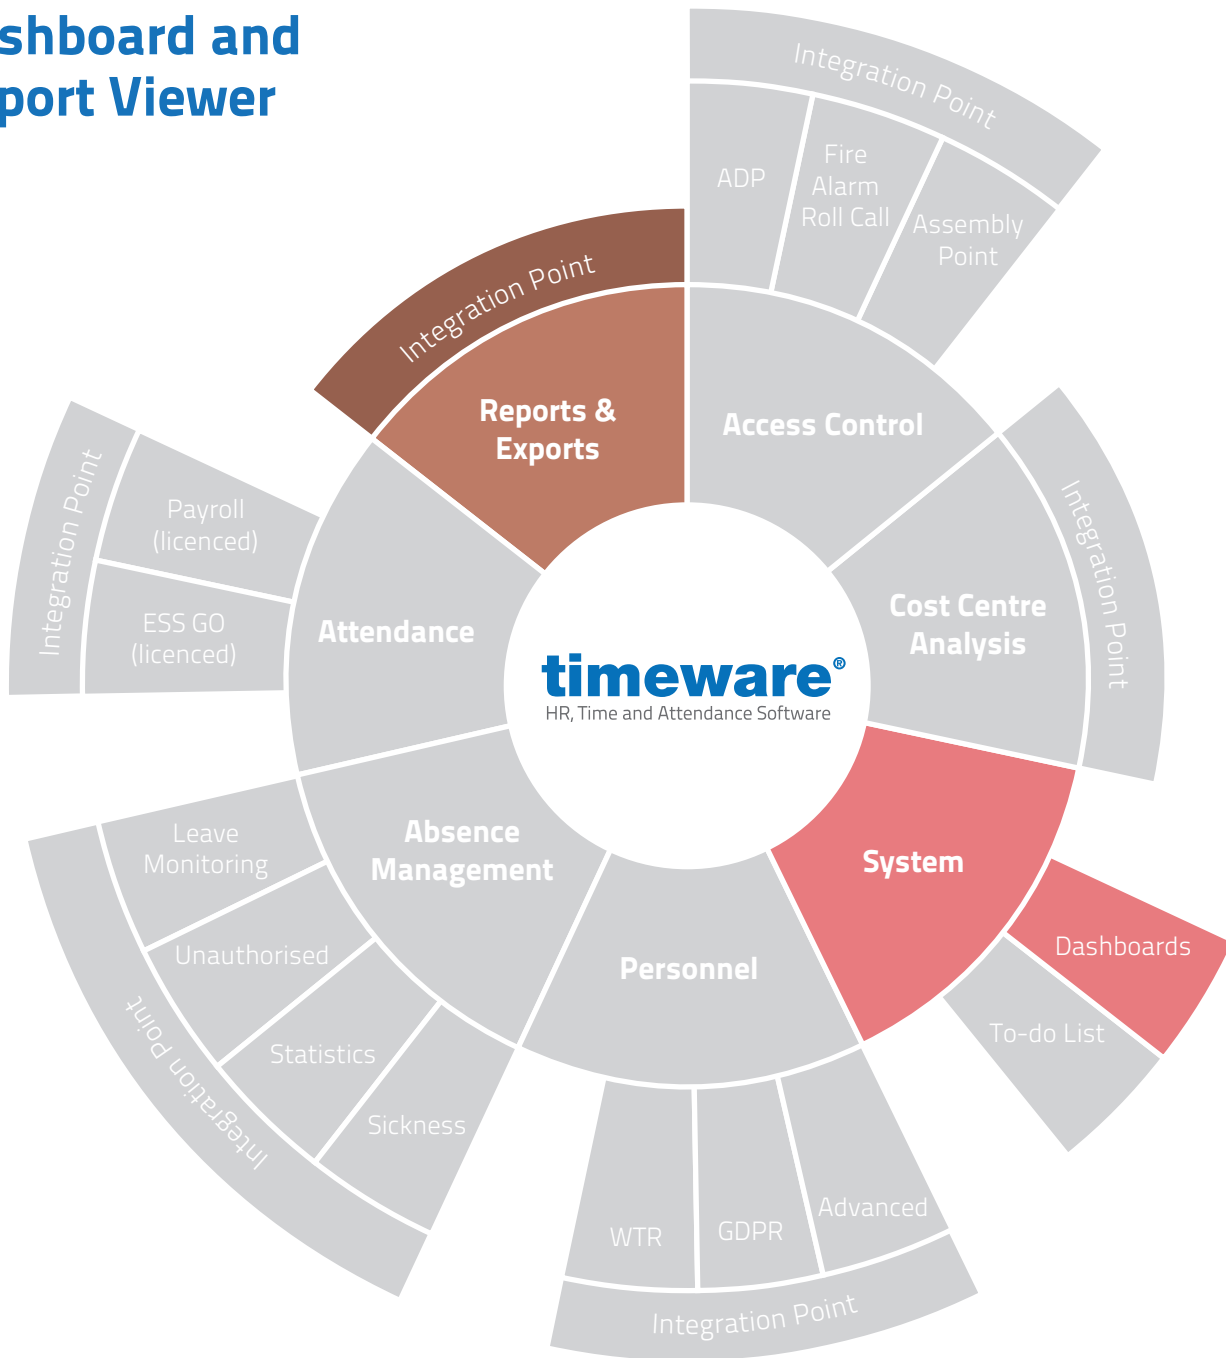 shboard and
port Viewer
Integration Point
ADP
Fire
Alarm
Roll Call
Assembly
Point
Integration Point
Reports &
Exports
Access Control
Integration Point
Cost Centre
Analysis
Integration Point
Payroll
(licenced)
ESS GO
(licenced)
Attendance
timeware®
HR, Time and Attendance Software
System
Dashboards
To-do List
Absence
Management
Leave
Monitoring
Unauthorised
Statistics
Sickness
Integration Point
Personnel
WTR
GDPR
Advanced
Integration Point